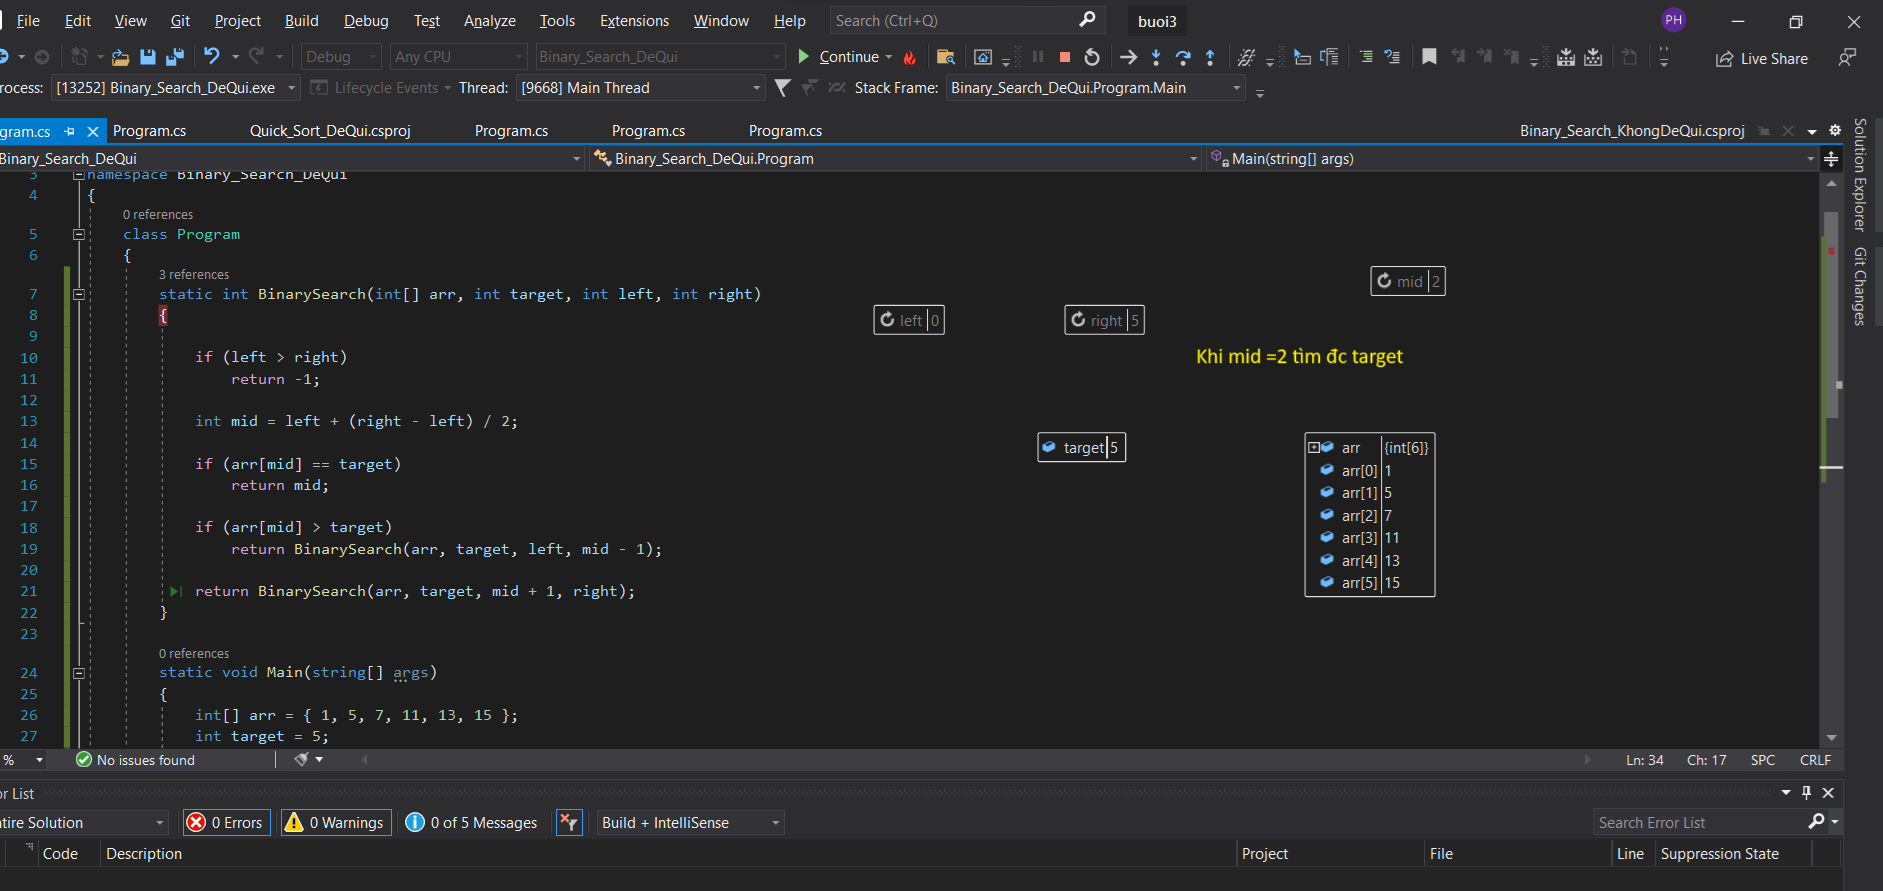 File Edit View Git Project Build Debug Test Analyze Tools Extensions Window Help Search (Ctrl+Q) buoi3 PH
Debug Any CPU Binary_Search_DeQui Continue Live Share
rocess: [13252] Binary_Search_DeQui.exe Lifecycle Events Thread: [9668] Main Thread Stack Frame: Binary_Search_DeQui.Program.Main
gram.cs Program.cs Quick_Sort_DeQui.csproj Program.cs Program.cs Program.cs Binary_Search_KhongDeQui.csproj
Binary_Search_DeQui Binary_Search_DeQui.Program Main(string[] args)
Solution Explorer
Git Changes
3 namespace Binary_Search_DeQui
4 {
0 references
5 class Program
6 {
3 references
7 static int BinarySearch(int[] arr, int target, int left, int right)
8 {
9
10 if (left > right)
11 return -1;
12
13 int mid = left + (right - left) / 2;
14
15 if (arr[mid] == target)
16 return mid;
17
18 if (arr[mid] > target)
19 return BinarySearch(arr, target, left, mid - 1);
20
21 return BinarySearch(arr, target, mid + 1, right);
22 }
23
0 references
24 static void Main(string[] args)
25 {
26 int[] arr = { 1, 5, 7, 11, 13, 15 };
27 int target = 5;
mid 2
left 0
right 5
Khi mid =2 tìm đc target
target 5
arr {int[6]}
arr[0] 1
arr[1] 5
arr[2] 7
arr[3] 11
arr[4] 13
arr[5] 15
% No issues found Ln: 34 Ch: 17 SPC CRLF
or List
ntire Solution 0 Errors 0 Warnings 0 of 5 Messages Build + IntelliSense Search Error List
Code Description Project File Line Suppression State